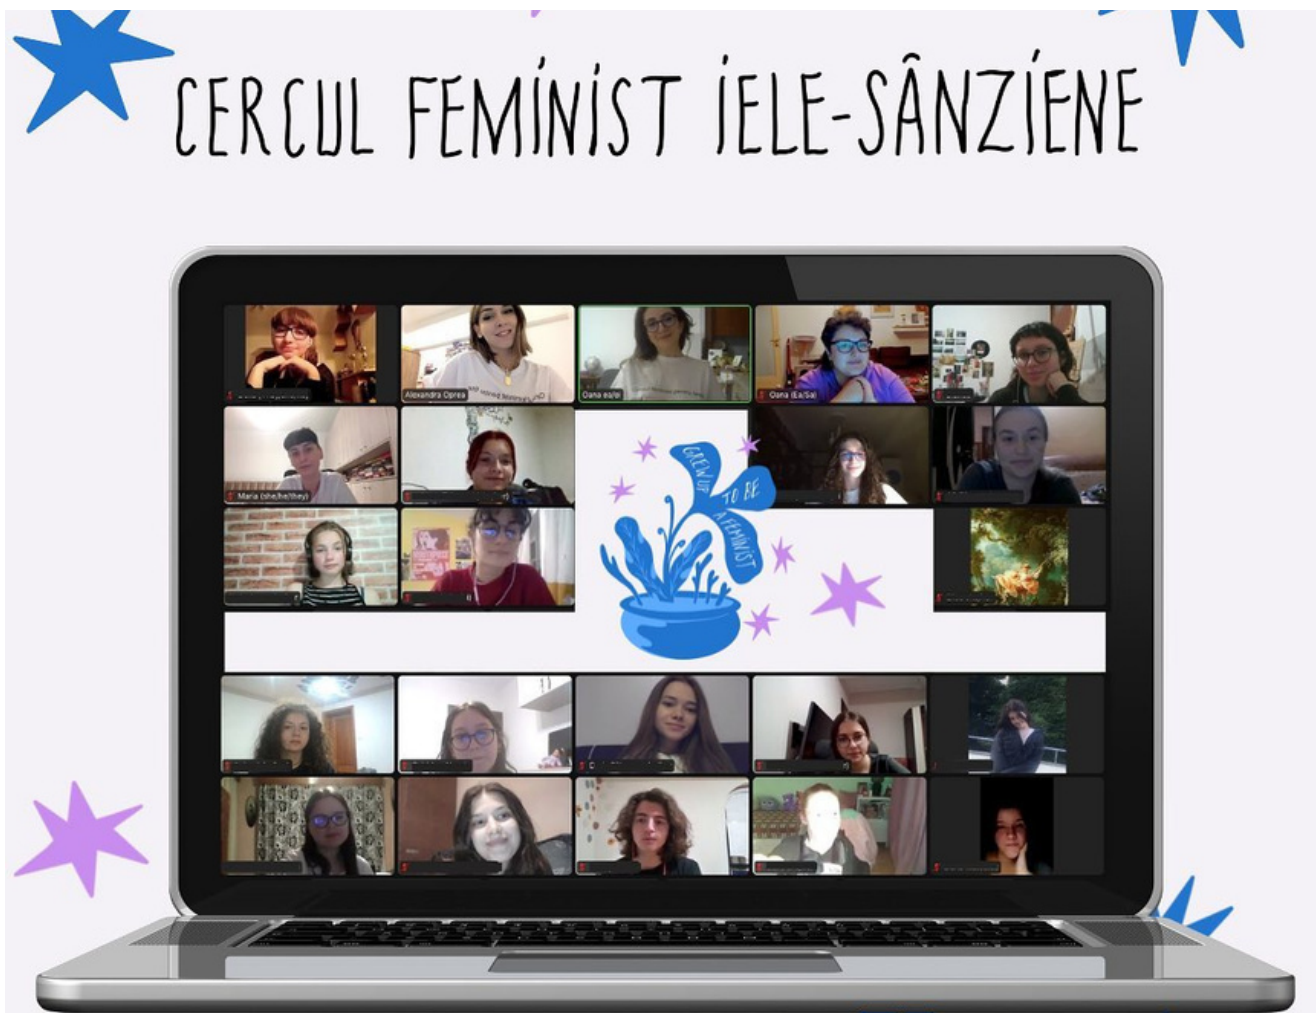 CERCUL FEMINIST IELE-SÂNZIENE
Alexandra Oprea
Oana ea/ei
Oana (Ea/Sa)
Maria (she/he/they)
GREW UP
TO BE
A FEMINIST